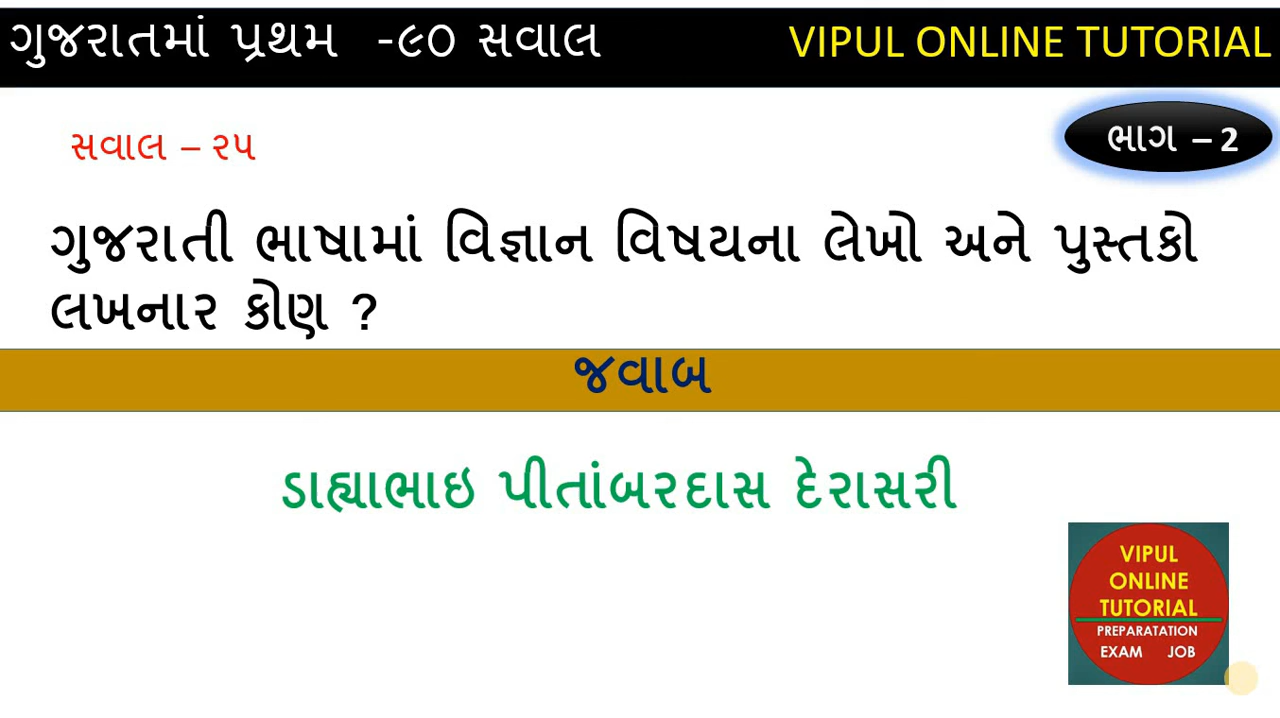 ગુજરાતમાં પ્રથમ -૯૦ સવાલ
VIPUL ONLINE TUTORIAL
સવાલ – ૨૫
ભાગ – 2
ગુજરાતી ભાષામાં વિજ્ઞાન વિષયના લેખો અને પુસ્તકો
લખનાર કોણ ?
જવાબ
ડાહ્યાભાઇ પીતાંબરદાસ દેરાસરી
VIPUL
ONLINE
TUTORIAL
PREPARATATION
EXAM JOB